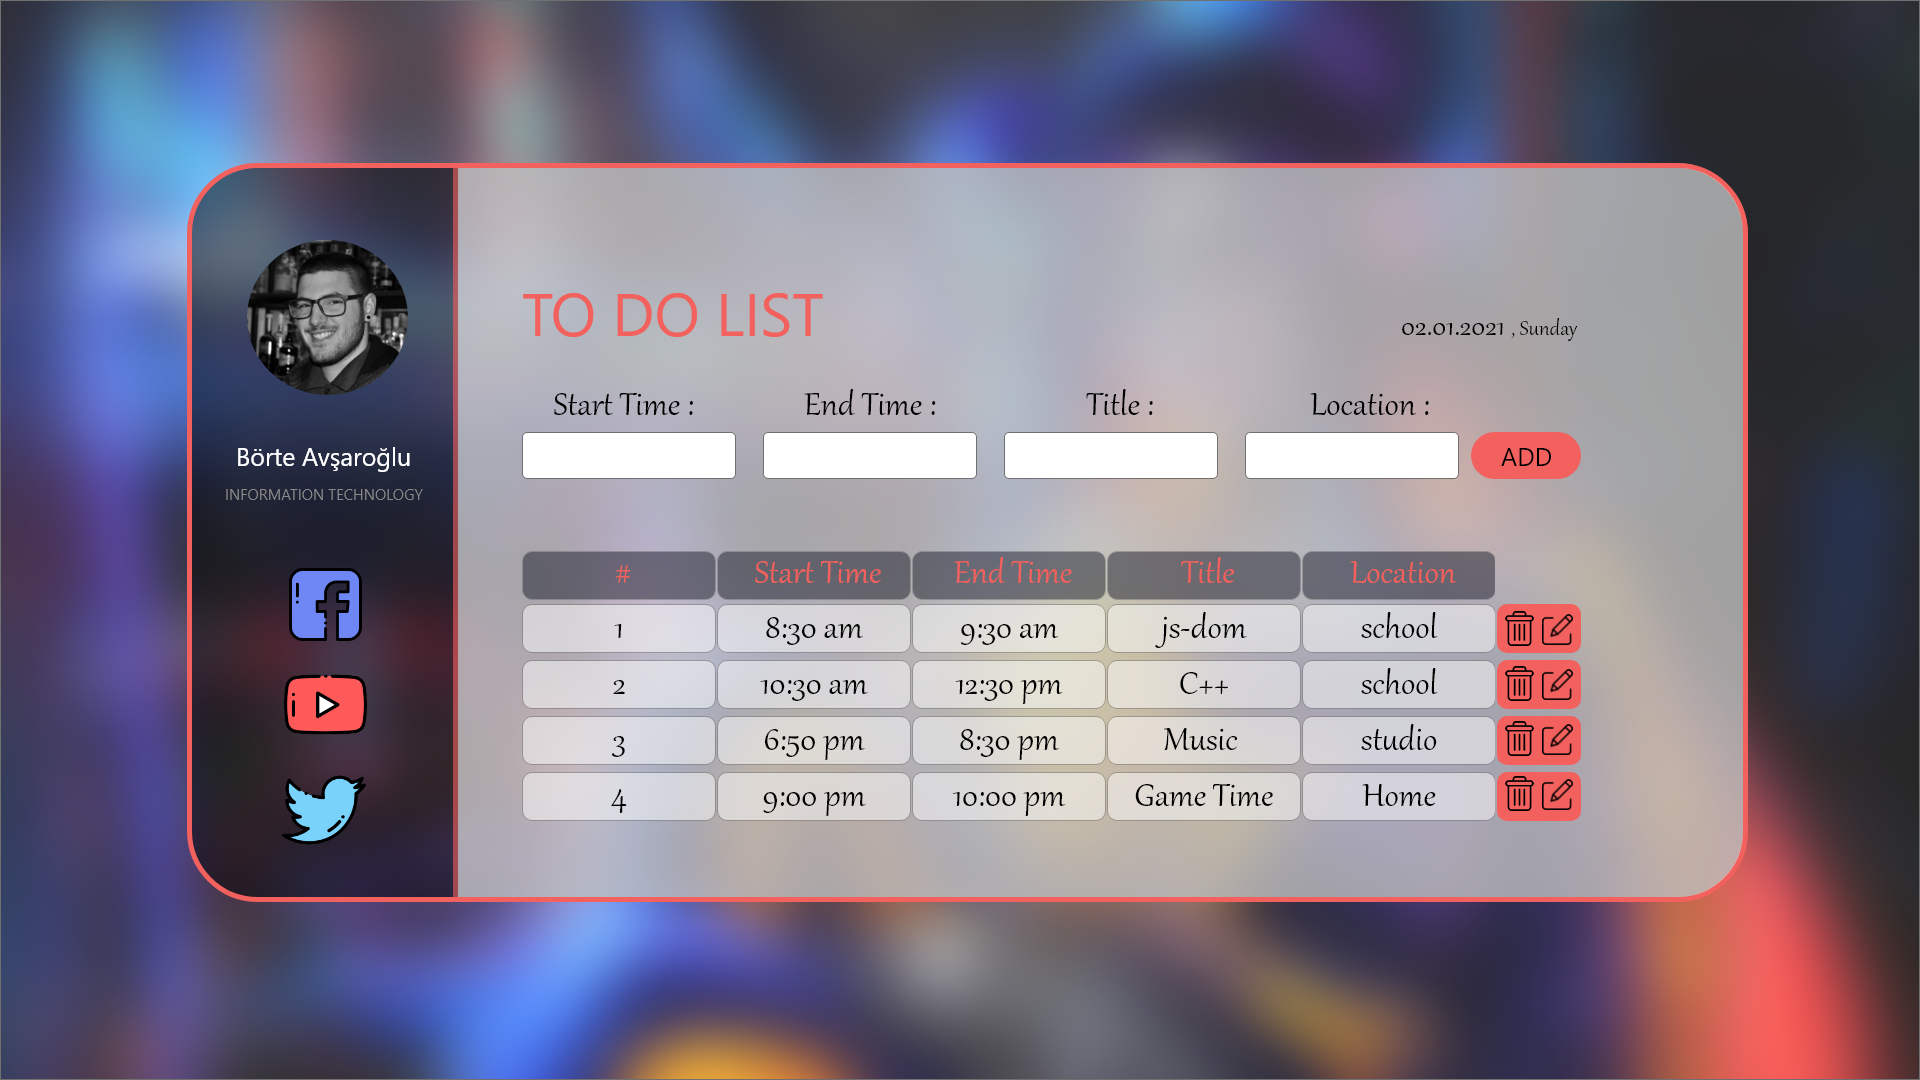 TO DO LIST
02.01.2021 , Sunday
Start Time : End Time : Title : Location :
ADD
Börte Avşaroğlu
INFORMATION TECHNOLOGY
# Start Time End Time Title Location
1 8:30 am 9:30 am js-dom school
2 10:30 am 12:30 pm C++ school
3 6:50 pm 8:30 pm Music studio
4 9:00 pm 10:00 pm Game Time Home